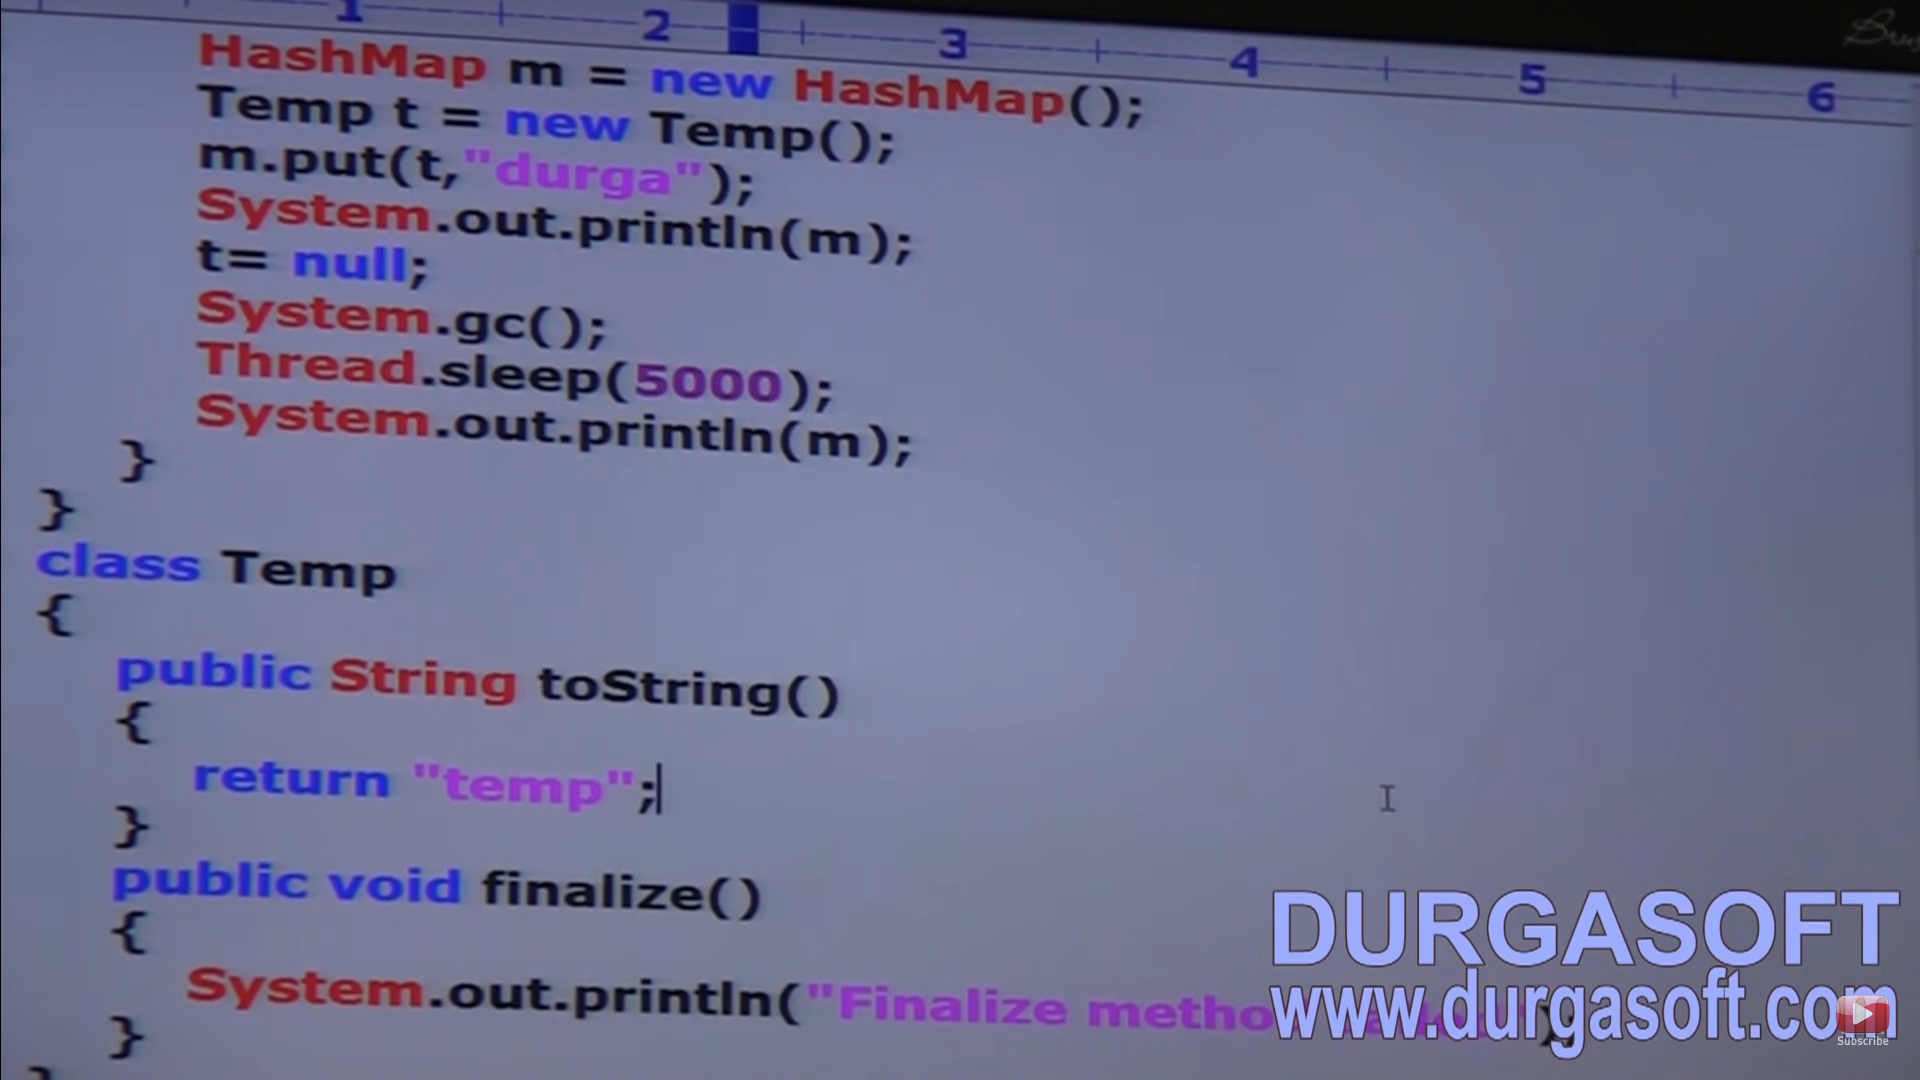 1 2 3 4 5 6
HashMap m = new HashMap();
Temp t = new Temp();
m.put(t,"durga");
System.out.println(m);
t= null;
System.gc();
Thread.sleep(5000);
System.out.println(m);
}
}
class Temp
{
public String toString()
{
return "temp";
}
public void finalize()
{
System.out.println("Finalize
}
}
DURGASOFT
www.durgasoft.com
Subscribe